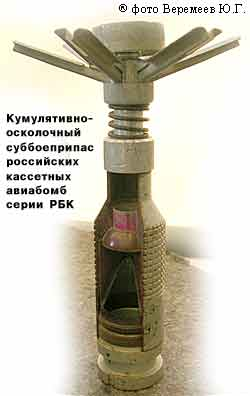 © фото Веремеев Ю.Г.
Кумулятивно-
осколочный
суббоеприпас
российских
кассетных
авиабомб
серии РБК